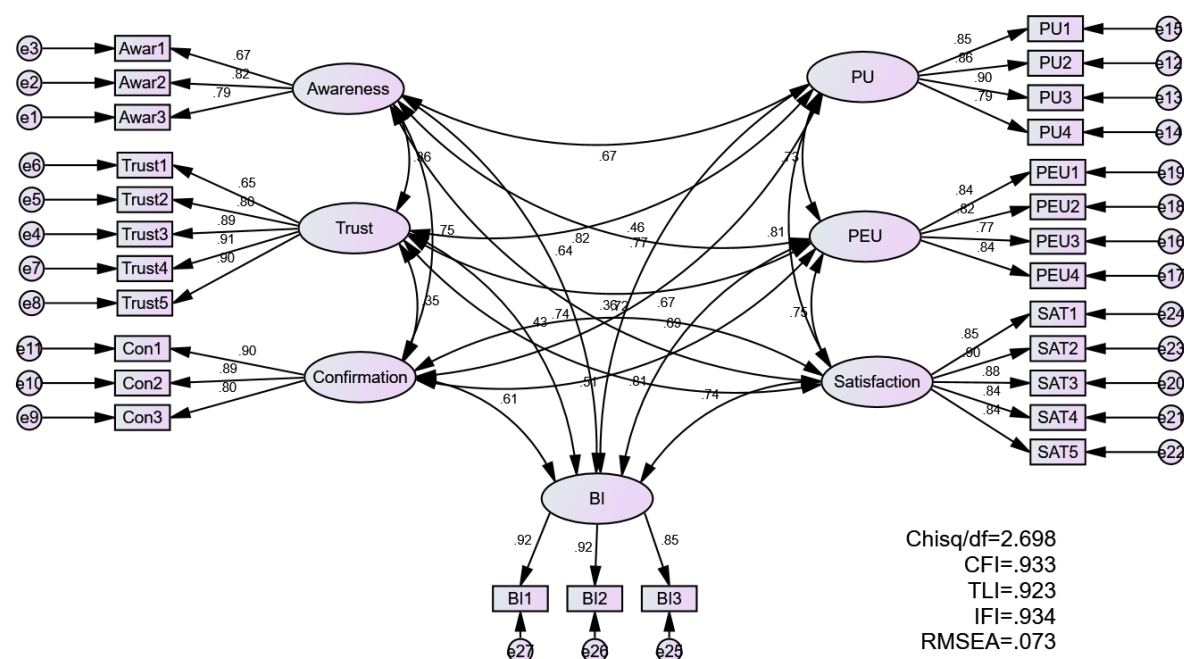 e3
Awar1
.67
e2
Awar2
.82
e1
Awar3
.79
Awareness
e6
Trust1
.65
e5
Trust2
.80
e4
Trust3
.89
e7
Trust4
.91
e8
Trust5
.90
Trust
e11
Con1
.90
e10
Con2
.89
e9
Con3
.80
Confirmation
PU
.85
PU1
e15
.86
PU2
e12
.90
PU3
e13
.79
PU4
e14
PEU
.84
PEU1
e19
.82
PEU2
e18
.77
PEU3
e16
.84
PEU4
e17
Satisfaction
.85
SAT1
e24
.90
SAT2
e23
.88
SAT3
e20
.84
SAT4
e21
.84
SAT5
e22
.67
.73
.75
.82
.46
.77
.64
.81
.35
.74
.36
.72
.67
.43
.69
.75
.51
.81
.74
.61
BI
.92
.92
.85
BI1
BI2
BI3
e27
e26
e25
Chisq/df=2.698
CFI=.933
TLI=.923
IFI=.934
RMSEA=.073